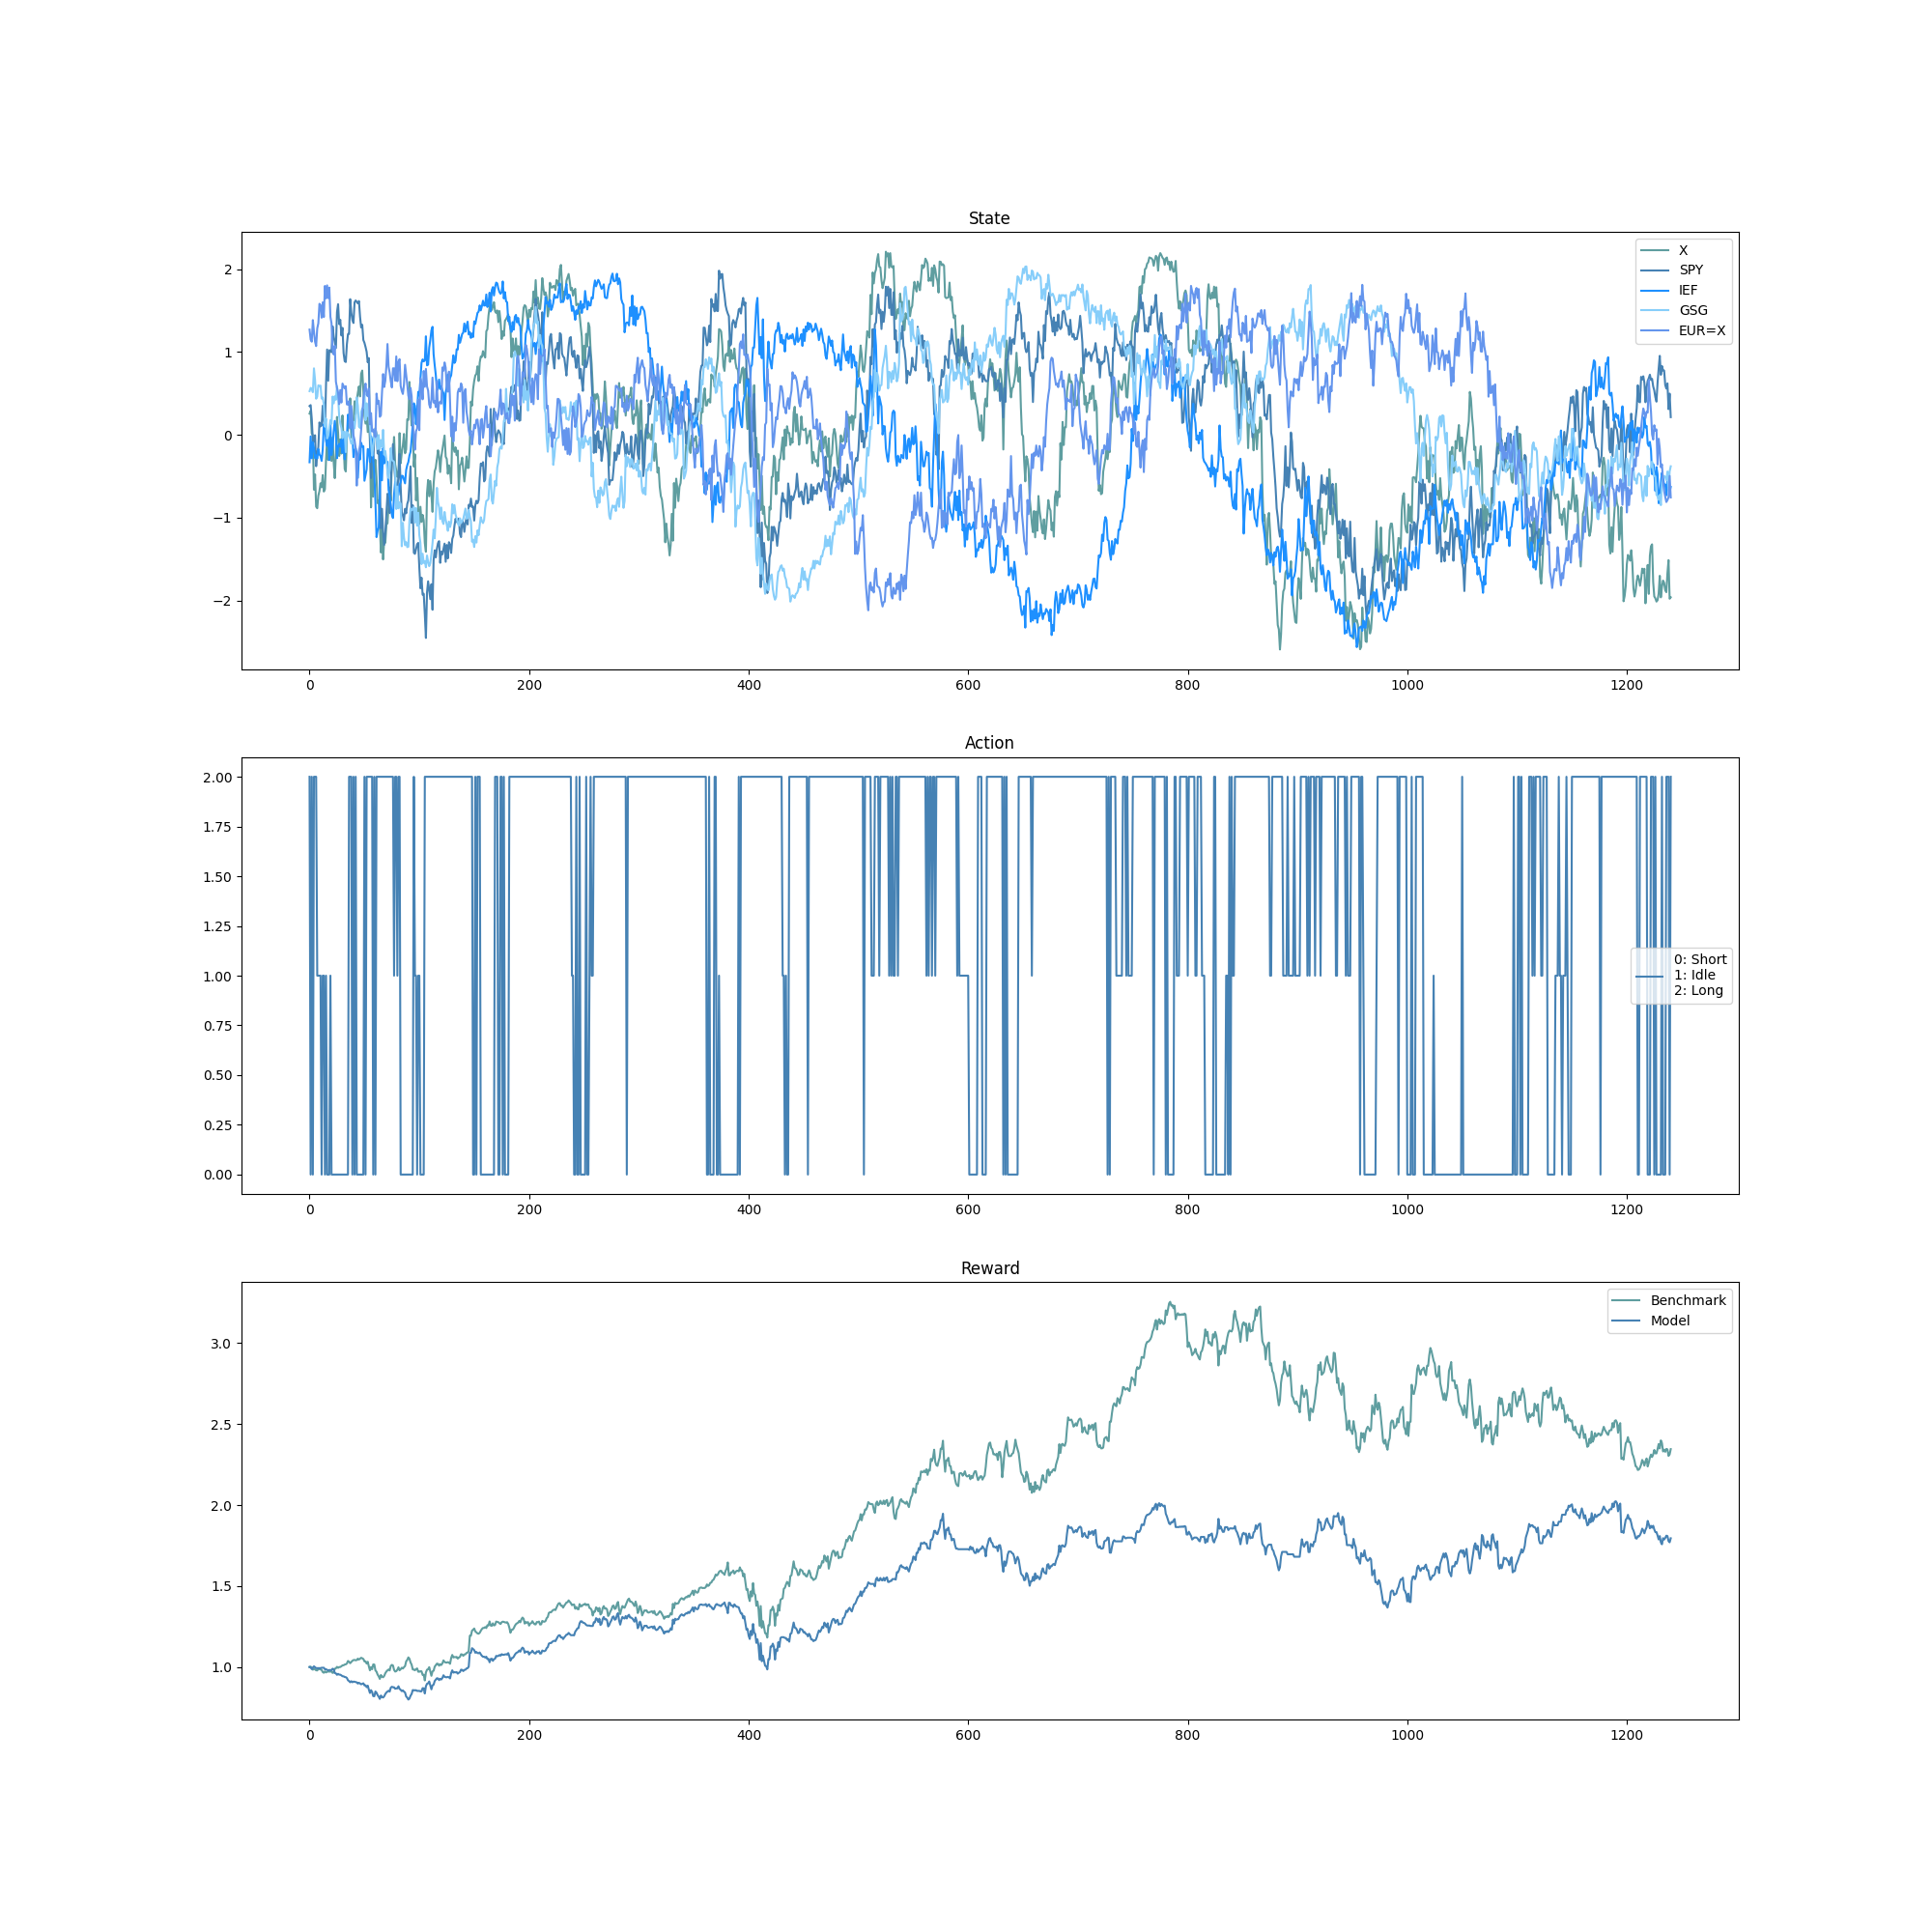 State
2
1
0
−1
−2
X
SPY
IEF
GSG
EUR=X
0 200 400 600 800 1000 1200
Action
2.00
1.75
1.50
1.25
1.00
0.75
0.50
0.25
0.00
0: Short
1: Idle
2: Long
0 200 400 600 800 1000 1200
Reward
3.0
2.5
2.0
1.5
1.0
Benchmark
Model
0 200 400 600 800 1000 1200